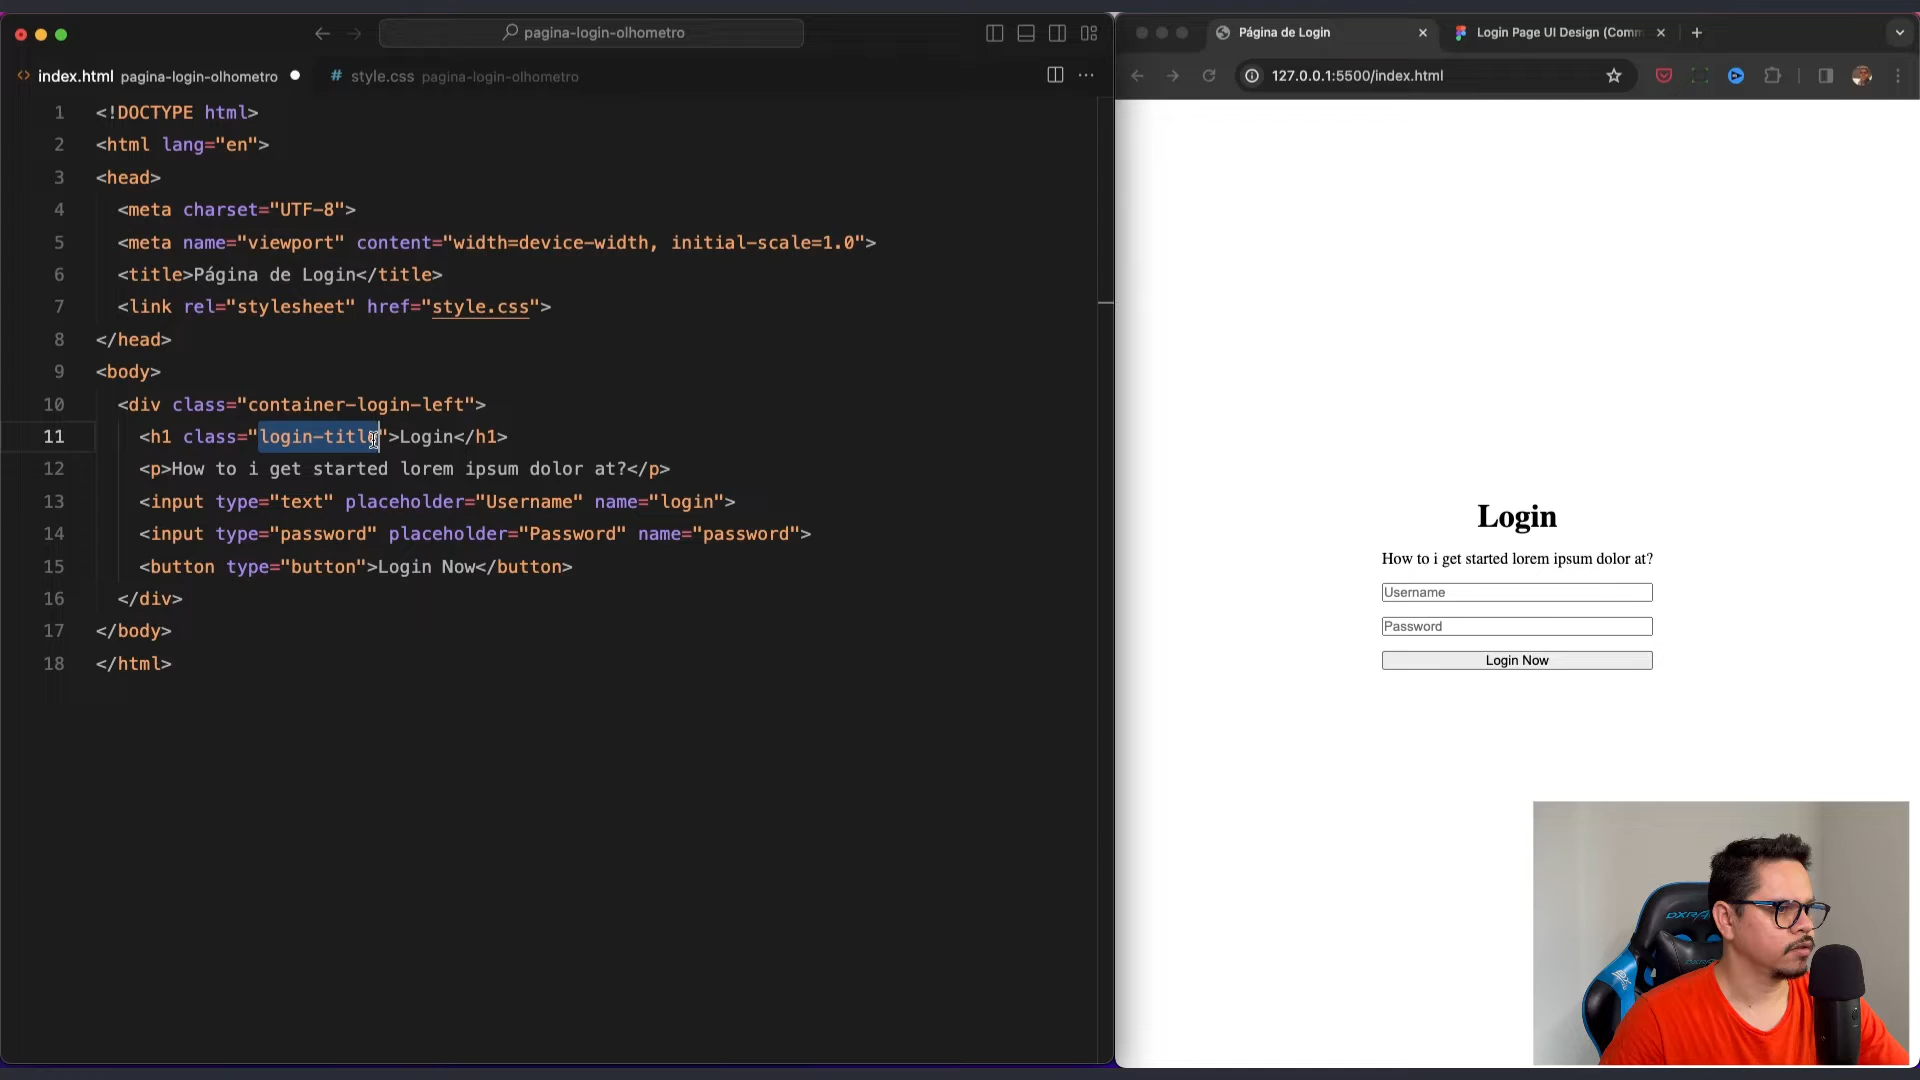 pagina-login-olhometro
index.html pagina-login-olhometro
# style.css pagina-login-olhometro
1 <!DOCTYPE html>
2 <html lang="en">
3 <head>
4 <meta charset="UTF-8">
5 <meta name="viewport" content="width=device-width, initial-scale=1.0">
6 <title>Página de Login</title>
7 <link rel="stylesheet" href="style.css">
8 </head>
9 <body>
10 <div class="container-login-left">
11 <h1 class="login-title">Login</h1>
12 <p>How to i get started lorem ipsum dolor at?</p>
13 <input type="text" placeholder="Username" name="login">
14 <input type="password" placeholder="Password" name="password">
15 <button type="button">Login Now</button>
16 </div>
17 </body>
18 </html>
Página de Login
Login Page UI Design (Comm
127.0.0.1:5500/index.html
Login
How to i get started lorem ipsum dolor at?
Username
Password
Login Now